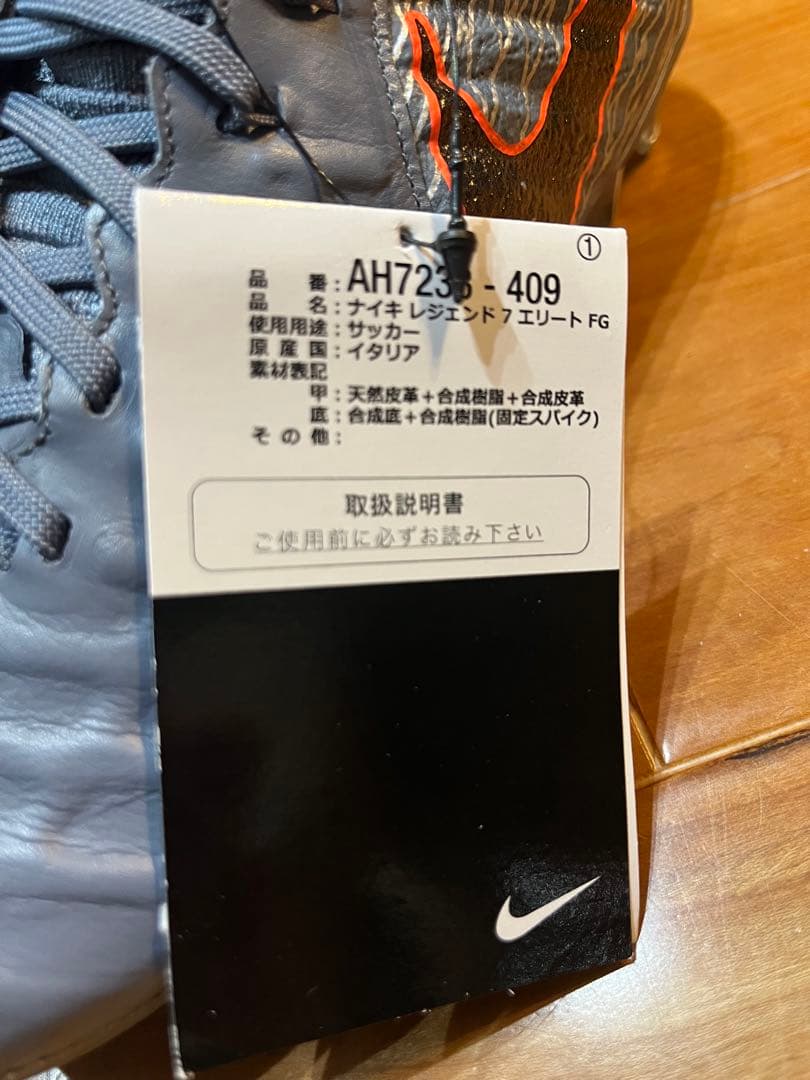 ①
品 番：AH7238 - 409
品 名：ナイキ レジエンド 7 エリート FG
使用用途：サッカー
原 産 国：イタリア
素材表記
甲：天然皮革＋合成樹脂＋合成皮革
底：合成底＋合成樹脂(固定スパイク)
そ の 他：
取扱説明書
ご使用前に必ずお読み下さい